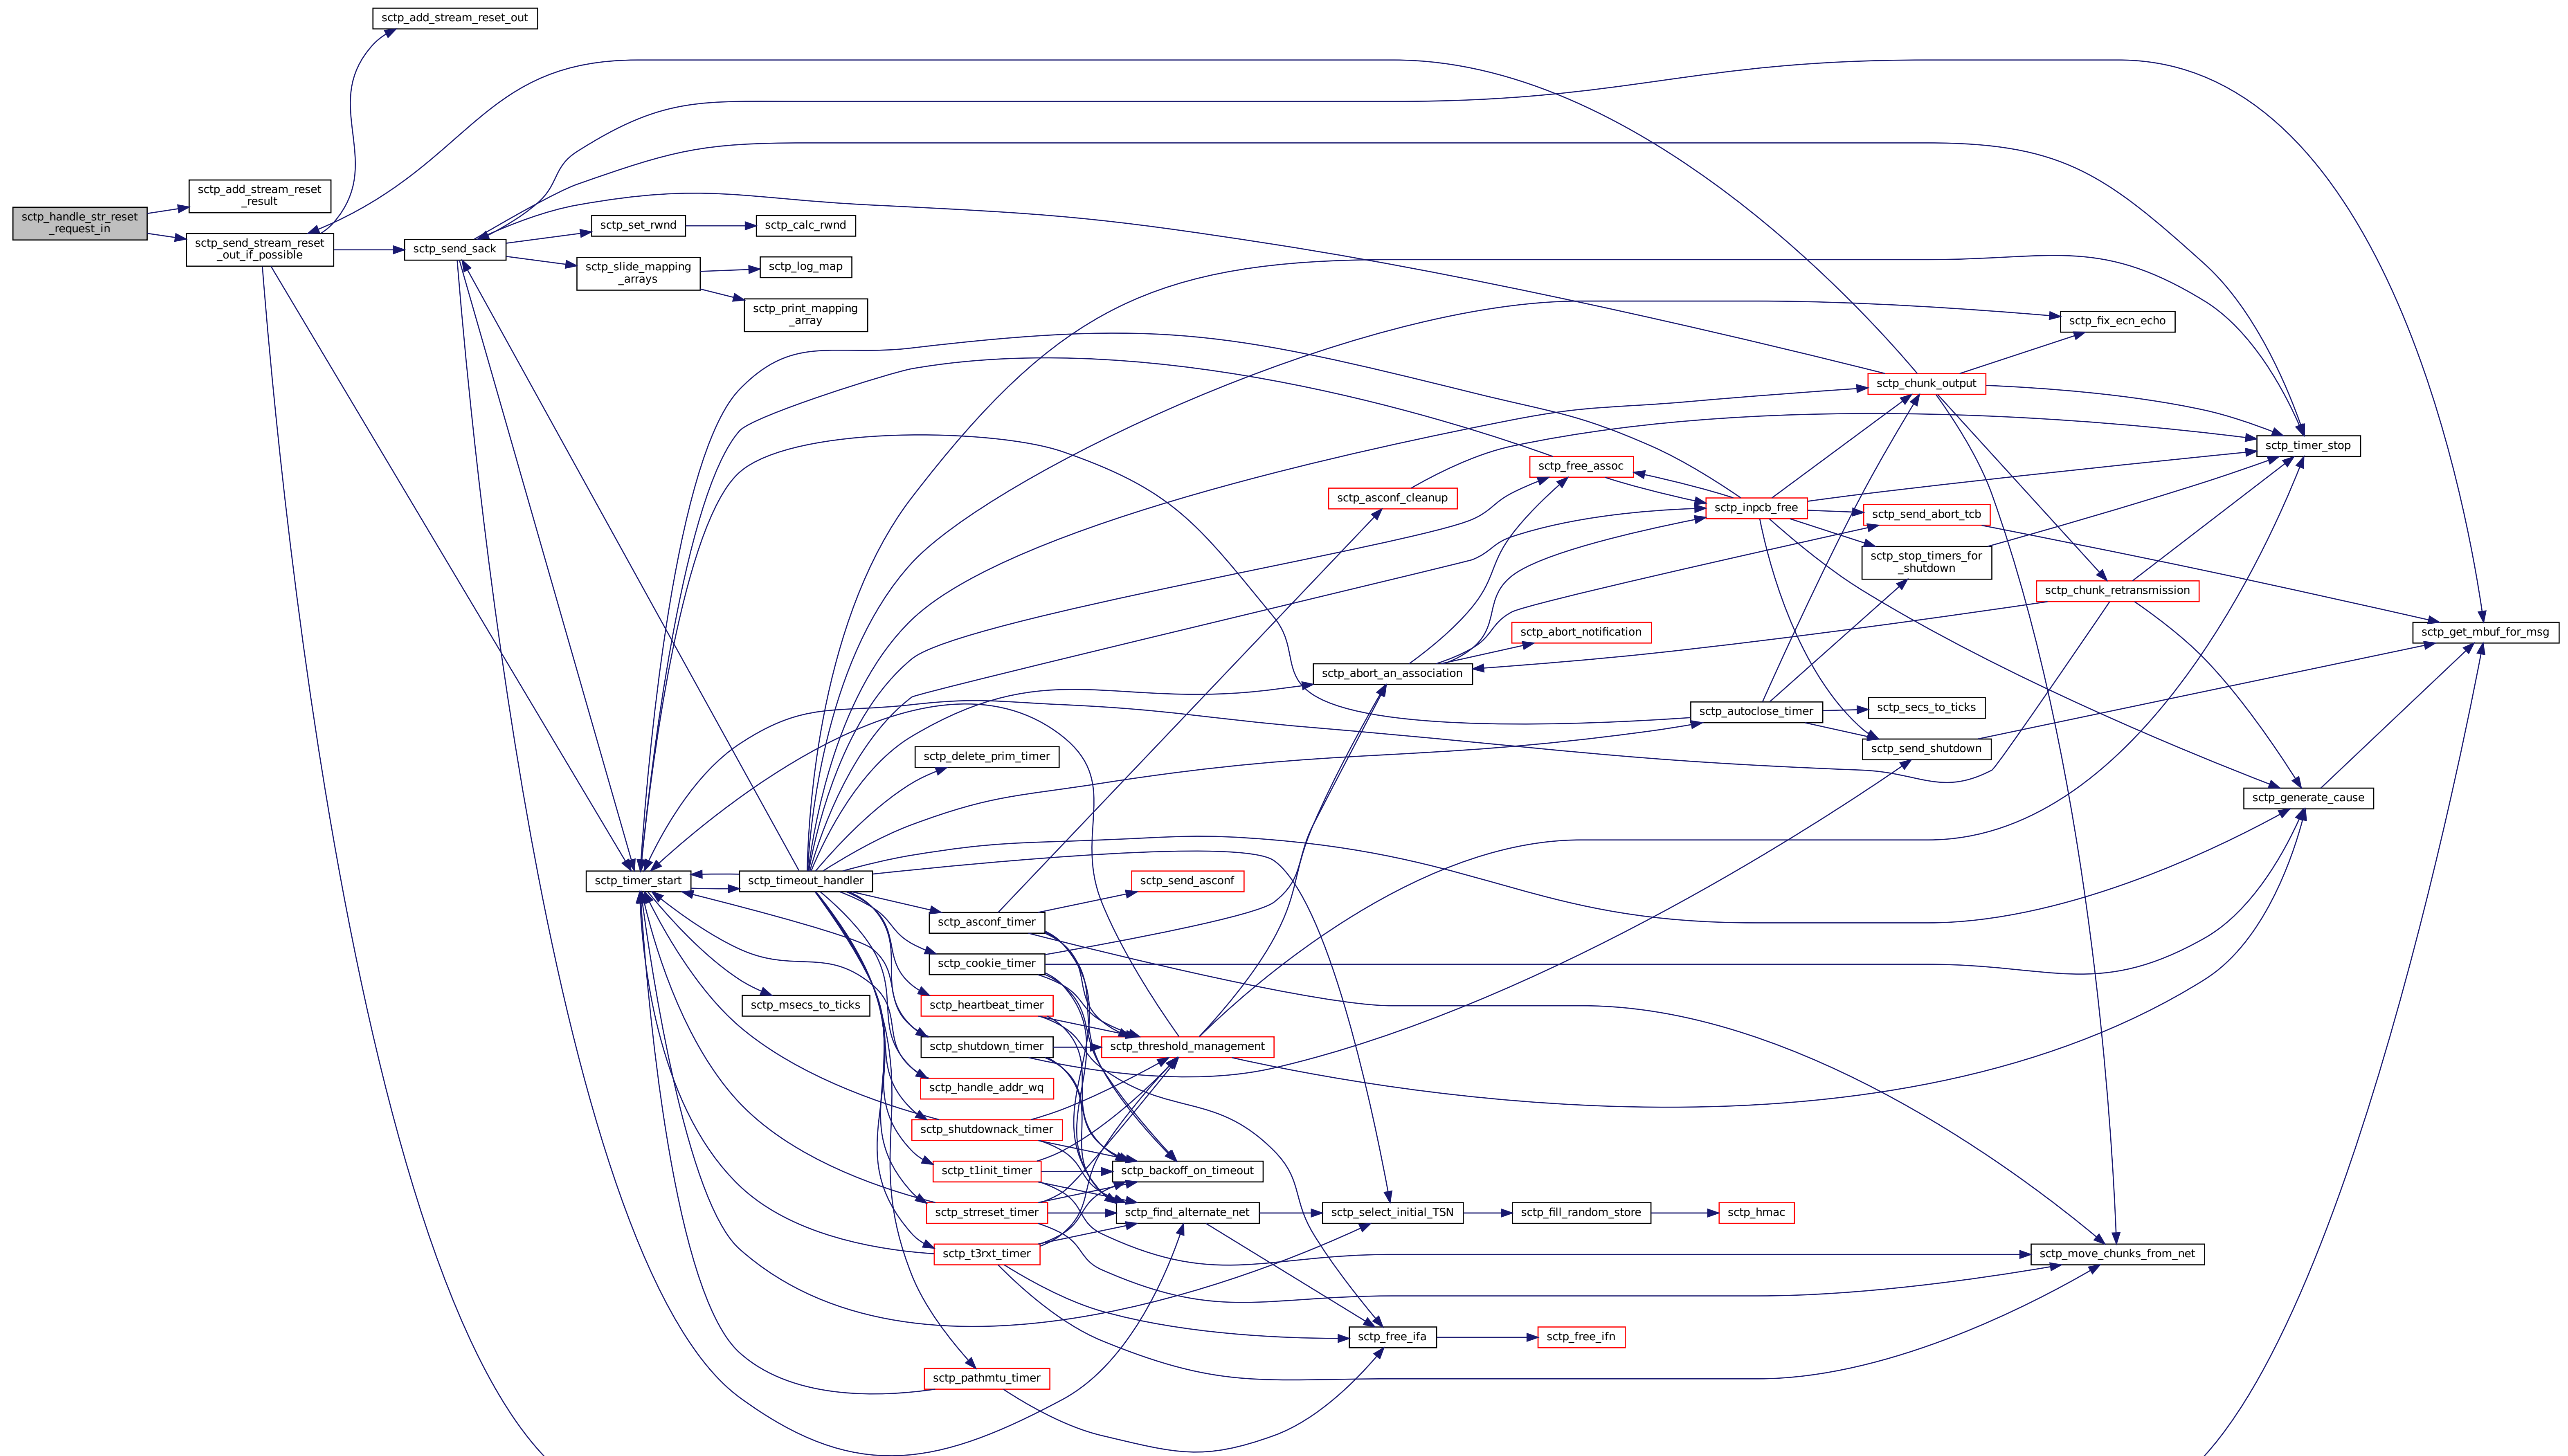 sctp_add_stream_reset_out
sctp_add_stream_reset
_result
sctp_handle_str_reset
_request_in
sctp_send_stream_reset
_out_if_possible
sctp_send_sack
sctp_set_rwnd
sctp_calc_rwnd
sctp_slide_mapping
_arrays
sctp_log_map
sctp_print_mapping
_array
sctp_fix_ecn_echo
sctp_chunk_output
sctp_timer_stop
sctp_free_assoc
sctp_asconf_cleanup
sctp_inpcb_free
sctp_send_abort_tcb
sctp_stop_timers_for
_shutdown
sctp_chunk_retransmission
sctp_abort_notification
sctp_get_mbuf_for_msg
sctp_abort_an_association
sctp_autoclose_timer
sctp_secs_to_ticks
sctp_send_shutdown
sctp_delete_prim_timer
sctp_generate_cause
sctp_timer_start
sctp_timeout_handler
sctp_send_asconf
sctp_asconf_timer
sctp_cookie_timer
sctp_msecs_to_ticks
sctp_heartbeat_timer
sctp_shutdown_timer
sctp_threshold_management
sctp_handle_addr_wq
sctp_shutdownack_timer
sctp_t1init_timer
sctp_backoff_on_timeout
sctp_strreset_timer
sctp_find_alternate_net
sctp_select_initial_TSN
sctp_fill_random_store
sctp_hmac
sctp_t3rxt_timer
sctp_move_chunks_from_net
sctp_free_ifa
sctp_free_ifn
sctp_pathmtu_timer